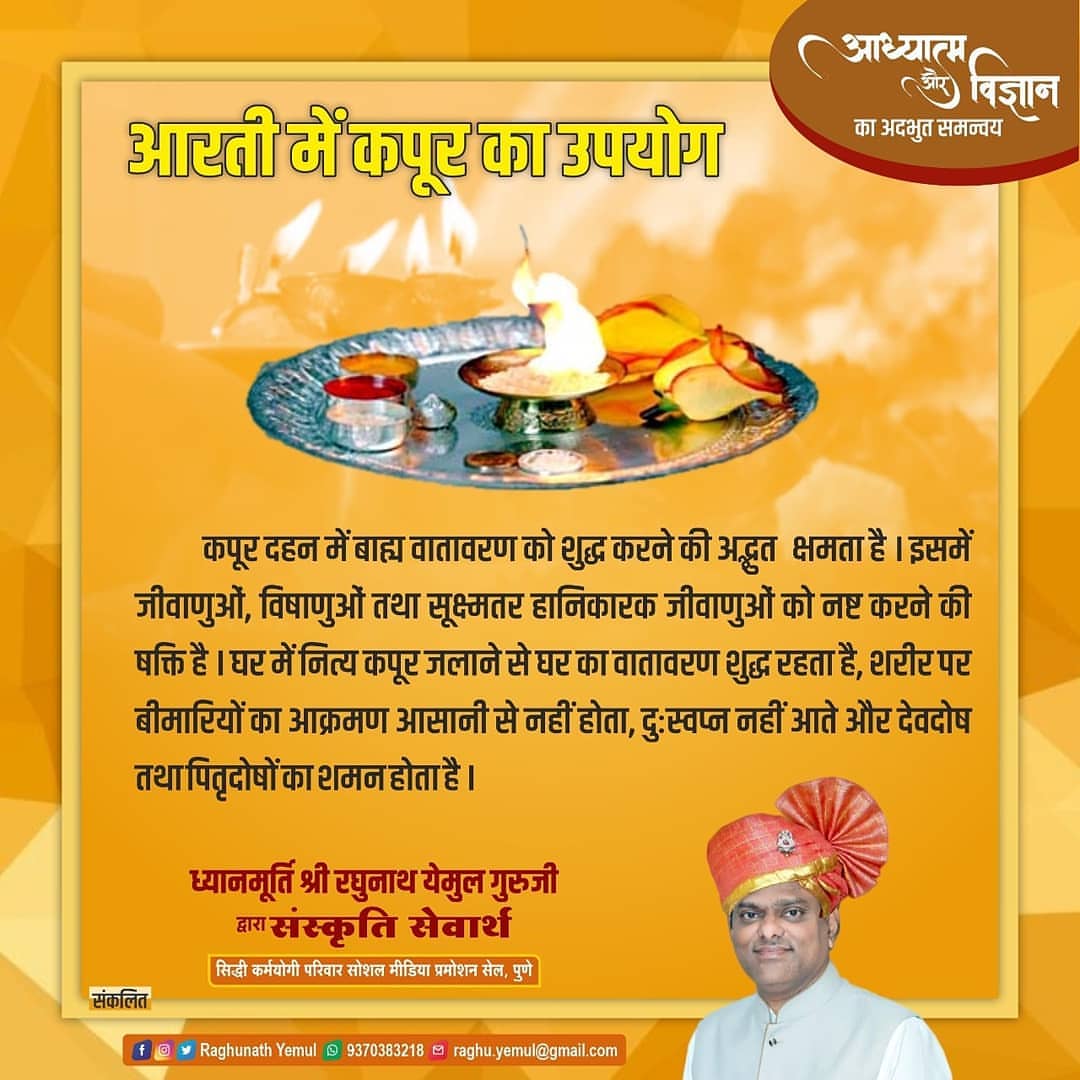 आध्यात्म
और विज्ञान
का अदभुत समन्वय
आरती में कपूर का उपयोग
कपूर दहन में बाह्य वातावरण को शुद्ध करने की अद्भुत क्षमता है । इसमें
जीवाणुओं, विषाणुओं तथा सूक्ष्मतर हानिकारक जीवाणुओं को नष्ट करने की
षक्ति है । घर में नित्य कपूर जलाने से घर का वातावरण शुद्ध रहता है, शरीर पर
बीमारियों का आक्रमण आसानी से नहीं होता, दुःस्वप्न नहीं आते और देवदोष
तथा पितृदोषों का शमन होता है ।
ध्यानमूर्ति श्री रघुनाथ येमुल गुरुजी
द्वारा संस्कृति सेवार्थ
सिद्धी कर्मयोगी परिवार सोशल मीडिया प्रमोशन सेल, पुणे
संकलित
Raghunath Yemul 9370383218 raghu.yemul@gmail.com